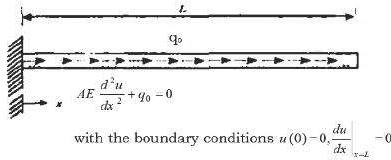 L
q₀
x
AE d²u/dx² + q₀ = 0
with the boundary conditions u(0)=0, du/dx|ₓ₌L =0